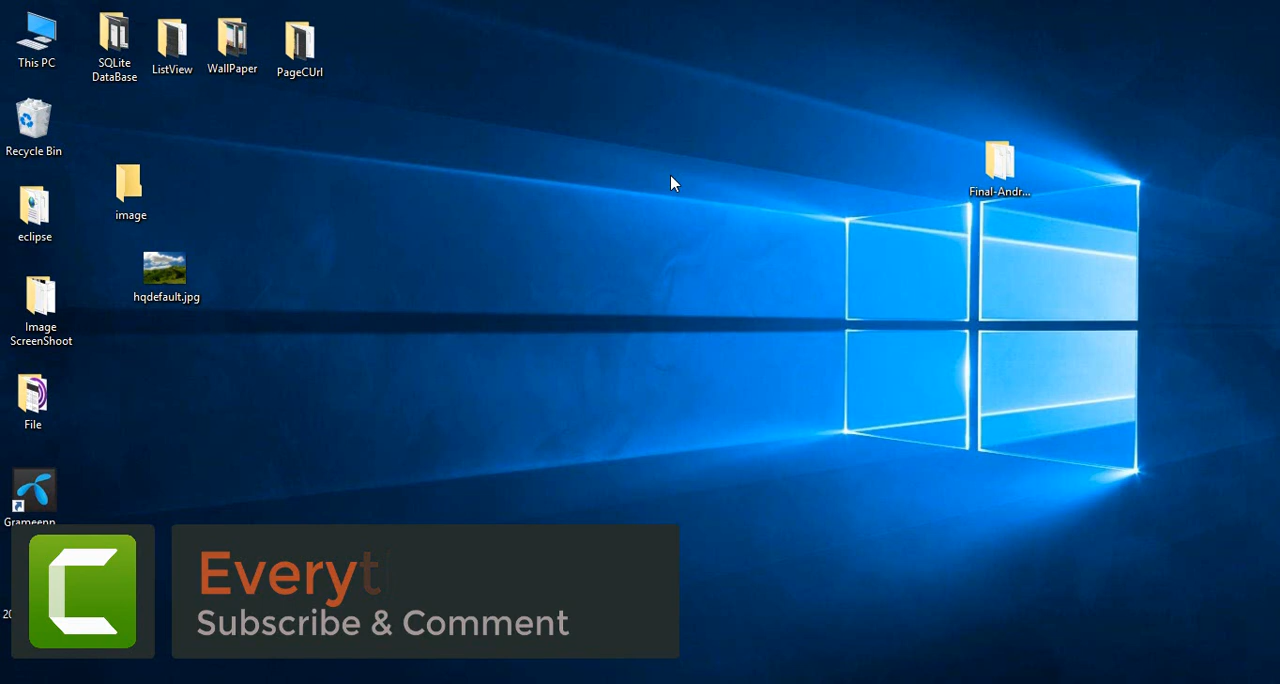 This PC
SQLite
DataBase
ListView
WallPaper
PageCUrl
Recycle Bin
Final-Andr...
image
eclipse
hqdefault.jpg
Image
ScreenShoot
File
Grameenp
Everyt
Subscribe & Comment